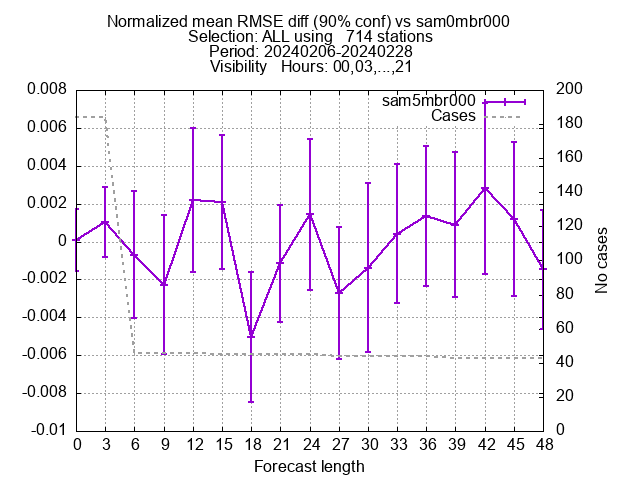 Normalized mean RMSE diff (90% conf) vs sam0mbr000
Selection: ALL using   714 stations
Period: 20240206-20240228
Visibility   Hours: 00,03,...,21
sam5mbr000
Cases
0.008
0.006
0.004
0.002
0
-0.002
-0.004
-0.006
-0.008
-0.01
200
180
160
140
120
100
80
60
40
20
0
No cases
0 3 6 9 12 15 18 21 24 27 30 33 36 39 42 45 48
Forecast length